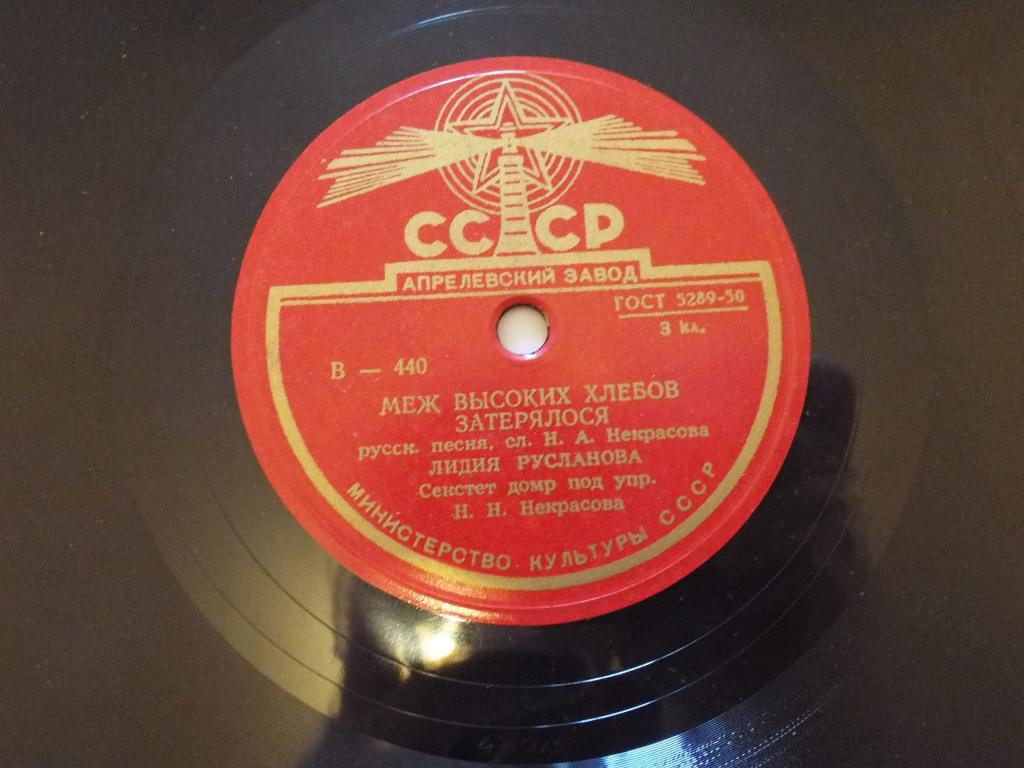 СССР
АПРЕЛЕВСКИЙ ЗАВОД
ГОСТ 5289-50
3 кл.
В — 440
МЕЖ ВЫСОКИХ ХЛЕБОВ
ЗАТЕРЯЛОСЯ
русск. песня, сл. Н. А. Некрасова
ЛИДИЯ РУСЛАНОВА
Секстет домр под упр.
Н. Н. Некрасова
МИНИСТЕРСТВО КУЛЬТУРЫ СССР